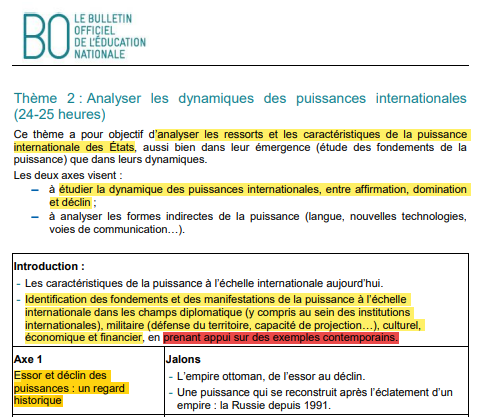 BO
LE BULLETIN
OFFICIEL
DE L'ÉDUCATION
NATIONALE
Thème 2 : Analyser les dynamiques des puissances internationales
(24-25 heures)
Ce thème a pour objectif d'analyser les ressorts et les caractéristiques de la puissance
internationale des États, aussi bien dans leur émergence (étude des fondements de la
puissance) que dans leurs dynamiques.
Les deux axes visent :
– à étudier la dynamique des puissances internationales, entre affirmation, domination
et déclin ;
– à analyser les formes indirectes de la puissance (langue, nouvelles technologies,
voies de communication…).
Introduction :
- Les caractéristiques de la puissance à l'échelle internationale aujourd'hui.
- Identification des fondements et des manifestations de la puissance à l'échelle
internationale dans les champs diplomatique (y compris au sein des institutions
internationales), militaire (défense du territoire, capacité de projection…), culturel,
économique et financier, en prenant appui sur des exemples contemporains.
Axe 1
Essor et déclin des
puissances : un regard
historique
Jalons
- L'empire ottoman, de l'essor au déclin.
- Une puissance qui se reconstruit après l'éclatement d'un
empire : la Russie depuis 1991.